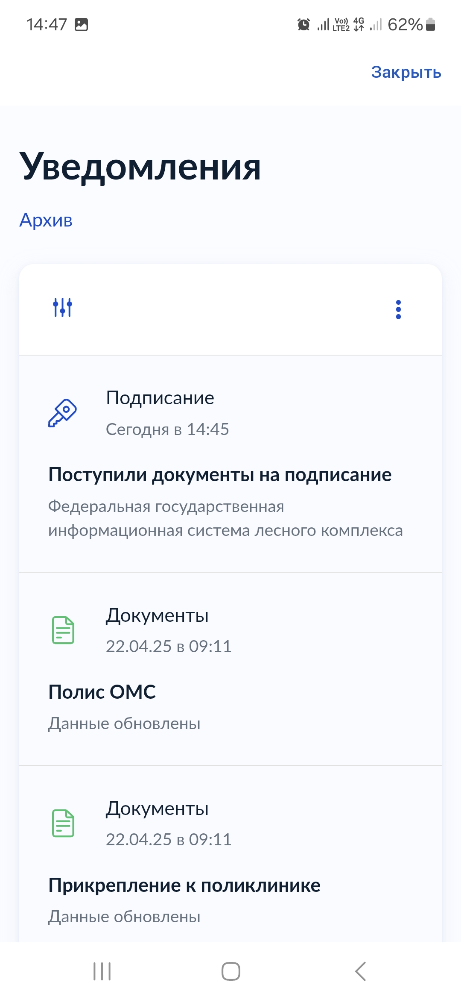 14:47
Vo)) LTE2 4G 62%
Закрыть
Уведомления
Архив
Подписание
Сегодня в 14:45
Поступили документы на подписание
Федеральная государственная
информационная система лесного комплекса
Документы
22.04.25 в 09:11
Полис ОМС
Данные обновлены
Документы
22.04.25 в 09:11
Прикрепление к поликлинике
Данные обновлены